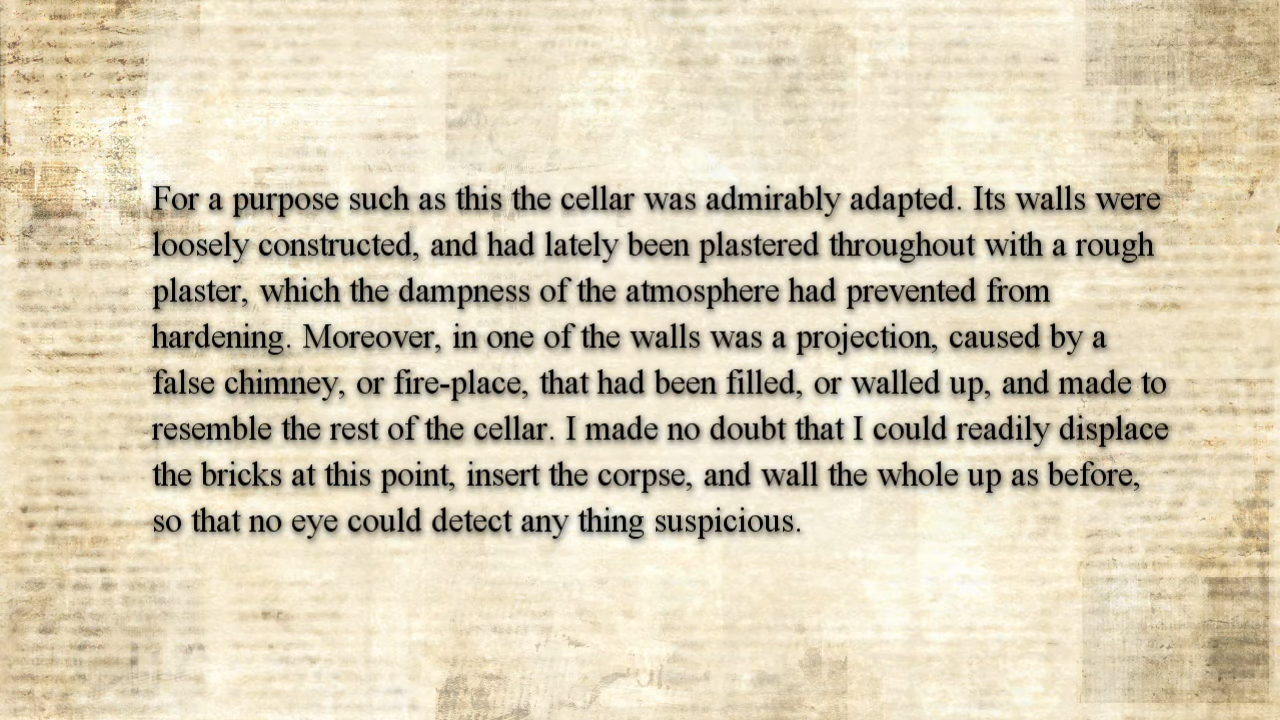 For a purpose such as this the cellar was admirably adapted. Its walls were
loosely constructed, and had lately been plastered throughout with a rough
plaster, which the dampness of the atmosphere had prevented from
hardening. Moreover, in one of the walls was a projection, caused by a
false chimney, or fire-place, that had been filled, or walled up, and made to
resemble the rest of the cellar. I made no doubt that I could readily displace
the bricks at this point, insert the corpse, and wall the whole up as before,
so that no eye could detect any thing suspicious.